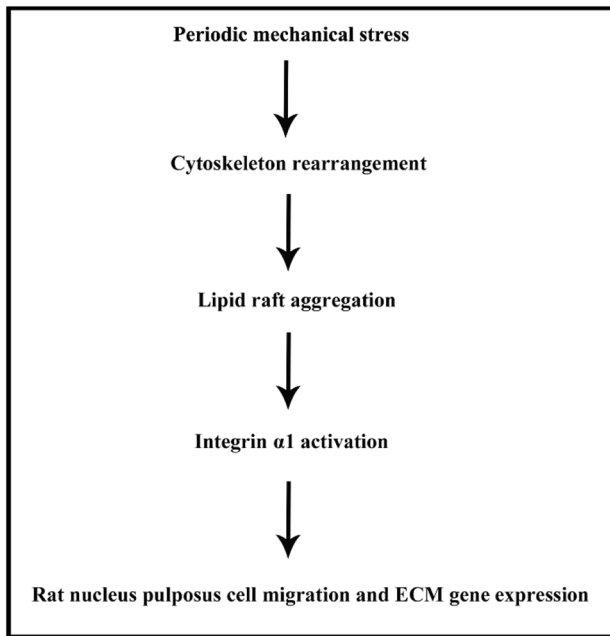 Periodic mechanical stress
Cytoskeleton rearrangement
Lipid raft aggregation
Integrin α1 activation
Rat nucleus pulposus cell migration and ECM gene expression